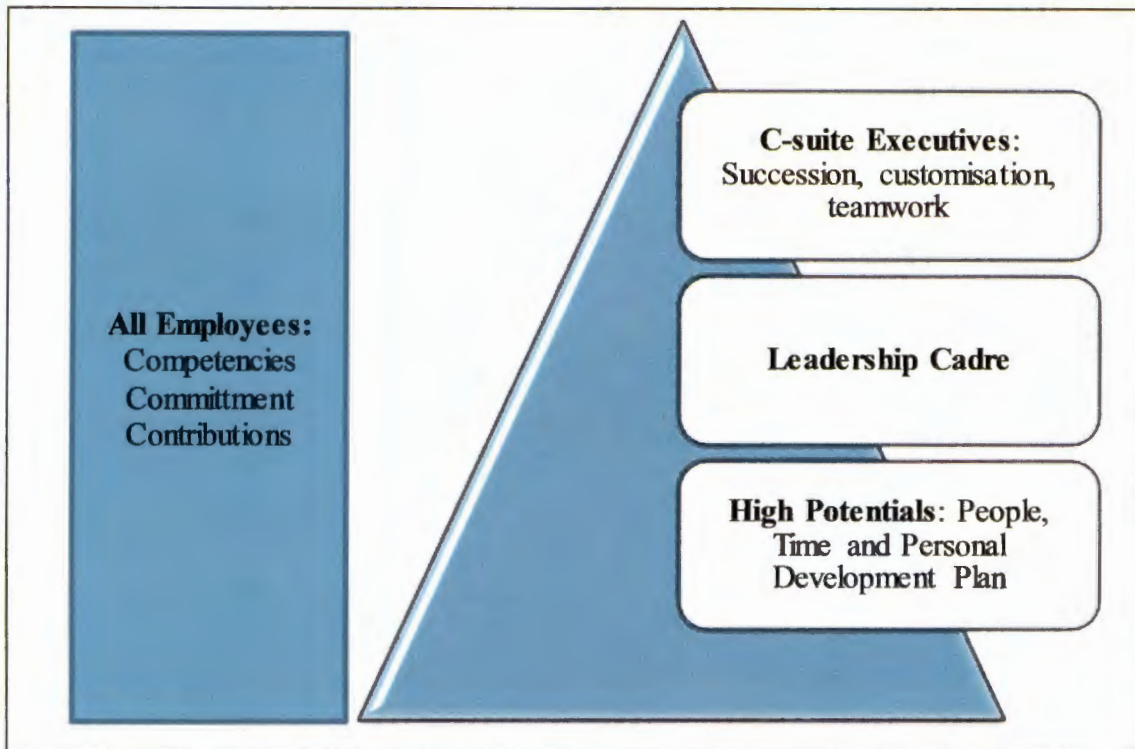 All Employees:
Competencies
Committment
Contributions
C-suite Executives:
Succession, customisation,
teamwork
Leadership Cadre
High Potentials: People,
Time and Personal
Development Plan